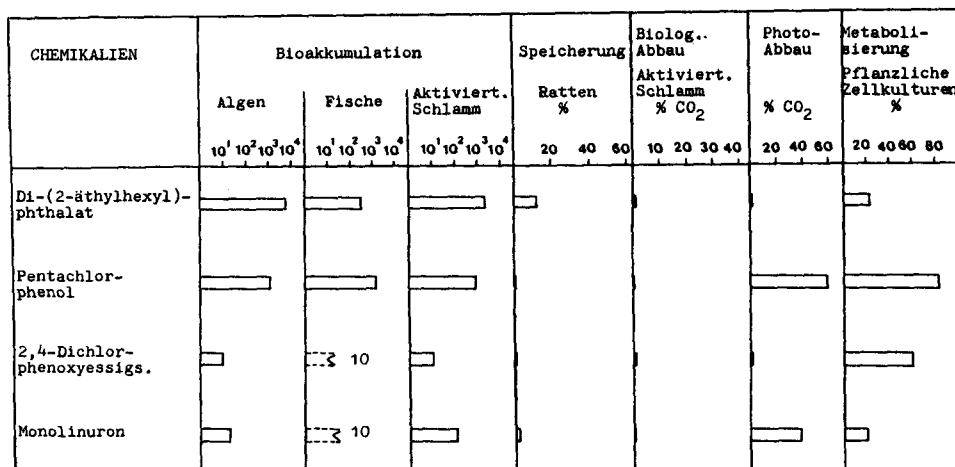 CHEMIKALIEN
Bioakkumulation
Algen
Fische
Aktiviert.
Schlamm
Speicherung
Ratten
%
Biolog.
Abbau
Aktiviert.
Schlamm
% CO₂
Photo-
Abbau
% CO₂
Metaboli-
sierung
Pflanzliche
Zellkulturen
%
10¹ 10² 10³ 10⁴
10¹ 10² 10³ 10⁴
10¹ 10² 10³ 10⁴
20 40 60
10 20 30 40
20 40 60
20 40 60 80
Di-(2-äthylhexyl)-
phthalat
Pentachlor-
phenol
2,4-Dichlor-
phenoxyessigs.
10
Monolinuron
10